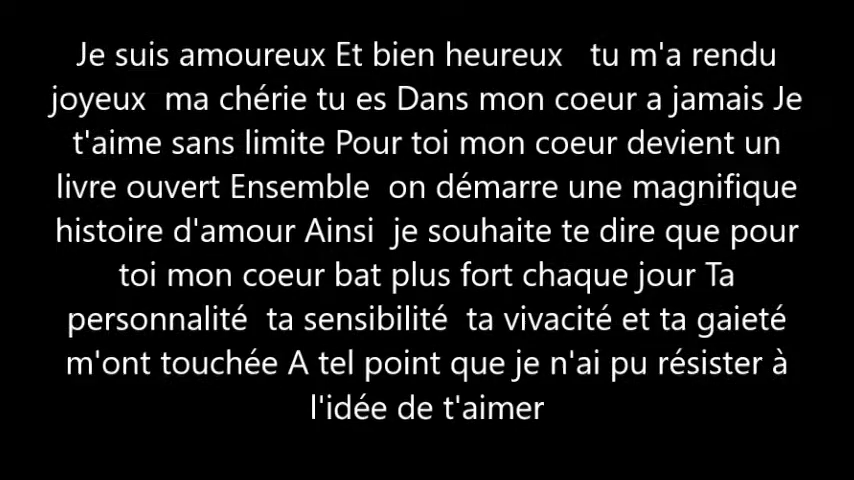 Je suis amoureux Et bien heureux   tu m'a rendu
joyeux  ma chérie tu es Dans mon coeur a jamais Je
t'aime sans limite Pour toi mon coeur devient un
livre ouvert Ensemble  on démarre une magnifique
histoire d'amour Ainsi  je souhaite te dire que pour
toi mon coeur bat plus fort chaque jour Ta
personnalité  ta sensibilité  ta vivacité et ta gaieté
m'ont touchée A tel point que je n'ai pu résister à
l'idée de t'aimer